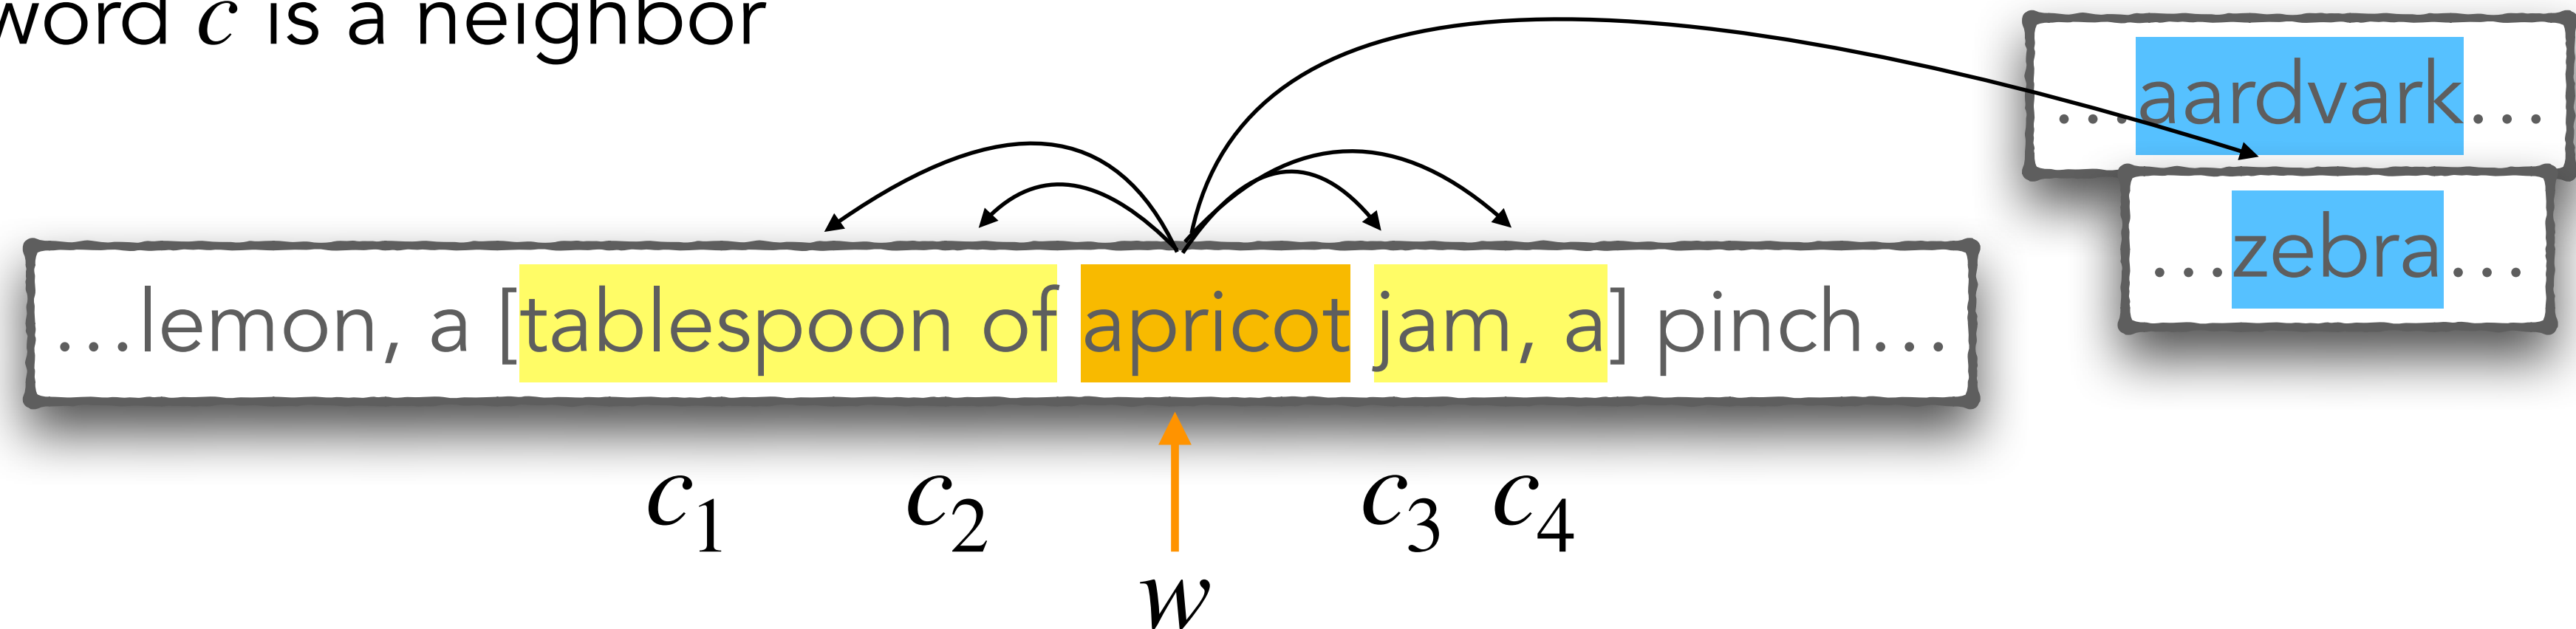 word c is a neighbor
...aardvark...
...zebra...
...lemon, a [tablespoon of apricot jam, a] pinch...
c1 c2 c3 c4
w